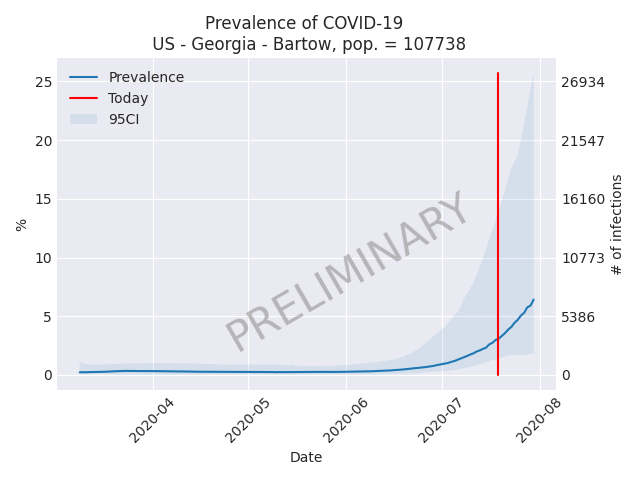 Prevalence of COVID-19
US - Georgia - Bartow, pop. = 107738
Prevalence
Today
95CI
25
20
15
10
5
0
%
26934
21547
16160
10773
5386
0
# of infections
PRELIMINARY
2020-04
2020-05
2020-06
2020-07
2020-08
Date